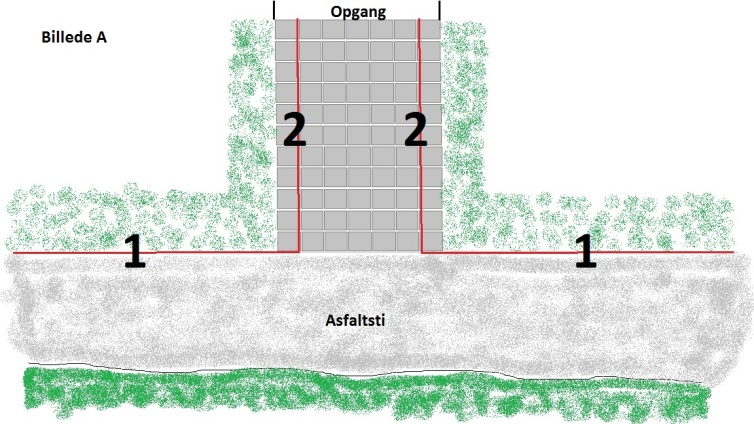 Opgang
Billede A
2 2
1 1
Asfaltsti